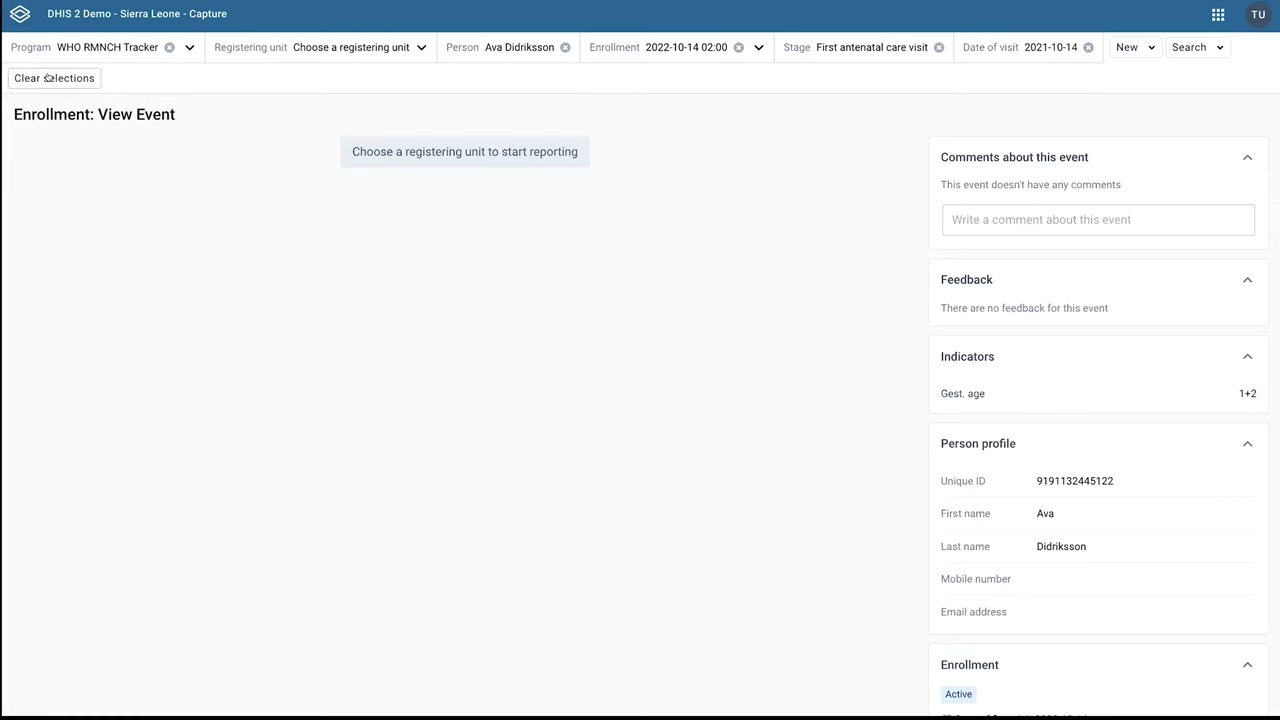 DHIS 2 Demo - Sierra Leone - Capture
TU
Program WHO RMNCH Tracker
Registering unit Choose a registering unit
Person Ava Didriksson
Enrollment 2022-10-14 02:00
Stage First antenatal care visit
Date of visit 2021-10-14
New
Search
Clear selections
Enrollment: View Event
Choose a registering unit to start reporting
Comments about this event
This event doesn't have any comments
Write a comment about this event
Feedback
There are no feedback for this event
Indicators
Gest. age 1+2
Person profile
Unique ID 9191132445122
First name Ava
Last name Didriksson
Mobile number
Email address
Enrollment
Active